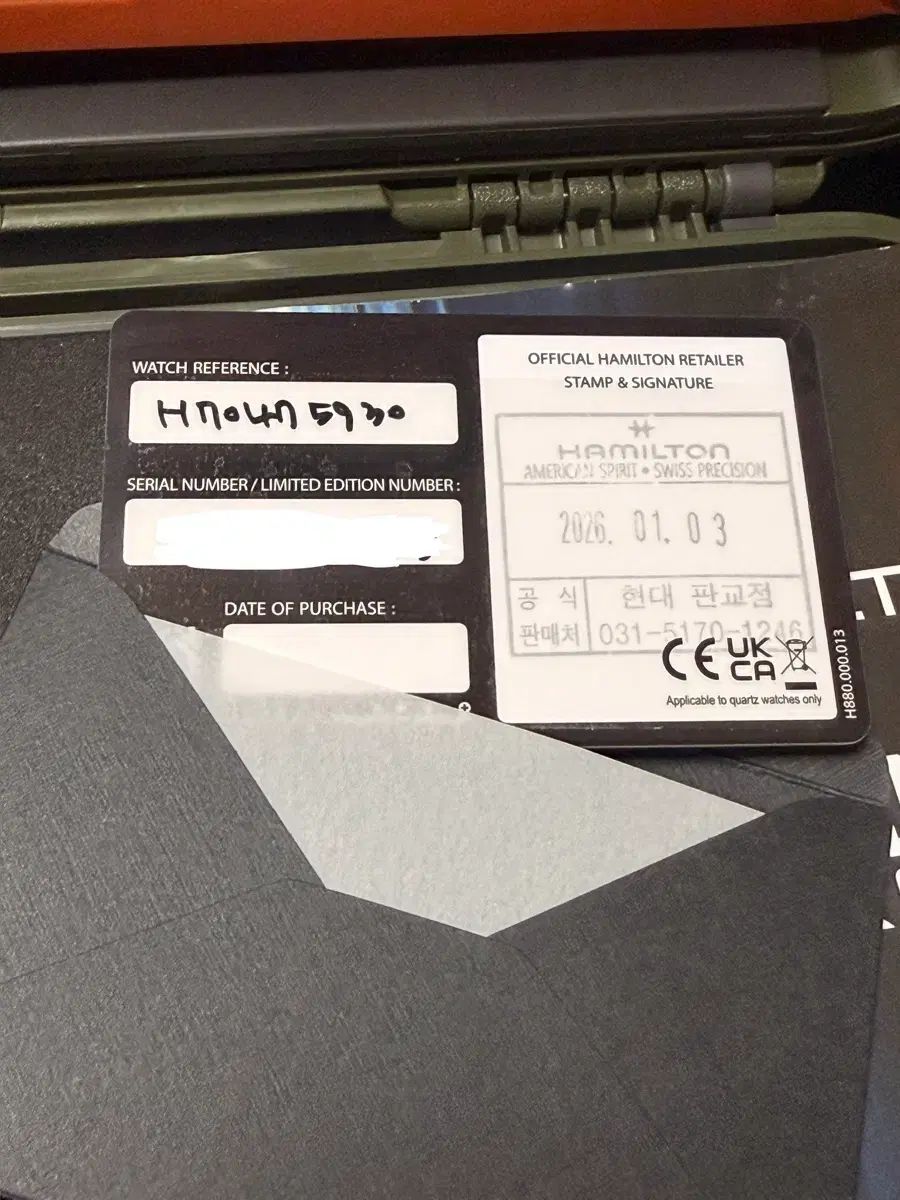 WATCH REFERENCE :
H70475930
SERIAL NUMBER / LIMITED EDITION NUMBER :
DATE OF PURCHASE :
OFFICIAL HAMILTON RETAILER
STAMP & SIGNATURE
HAMILTON
AMERICAN SPIRIT • SWISS PRECISION
2026. 01. 03
공 식 현대 판교점
판매처 031-5170-1246
CE UK
CA
Applicable to quartz watches only
H880.000.013